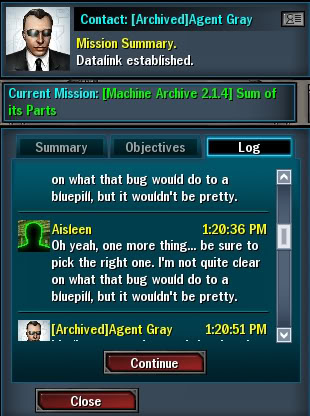 Contact: [Archived]Agent Gray
Mission Summary.
Datalink established.
Current Mission: [Machine Archive 2.1.4] Sum of
its Parts
Summary
Objectives
Log
on what that bug would do to a
bluepill, but it wouldn't be pretty.
Aisleen 1:20:36 PM
Oh yeah, one more thing... be sure to
pick the right one. I'm not quite clear
on what that bug would do to a
bluepill, but it wouldn't be pretty.
[Archived]Agent Gray 1:20:51 PM
Continue
Close